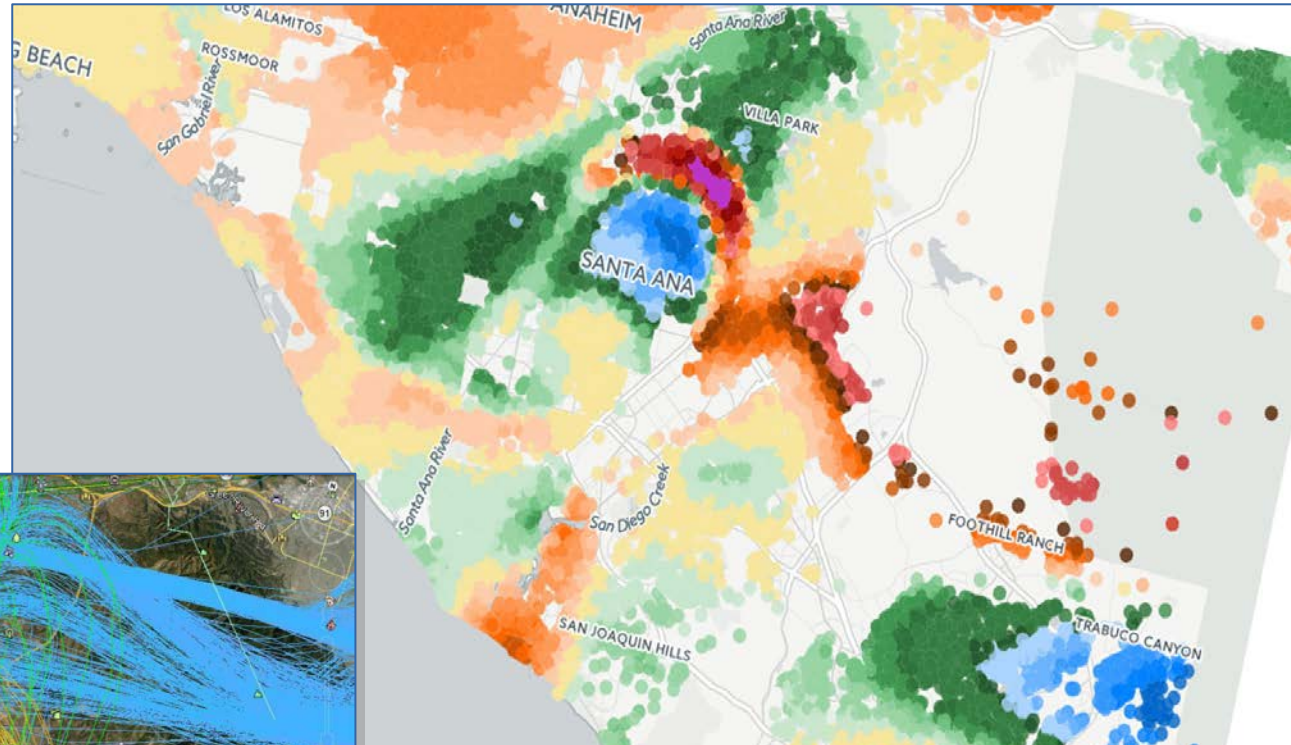 LOS ALAMITOS
ANAHEIM
Santa Ana River
G BEACH
ROSSMOOR
San Gabriel River
VILLA PARK
SANTA ANA
Santa Ana River
San Diego Creek
FOOTHILL RANCH
SAN JOAQUIN HILLS
TRABUCO CANYON
91